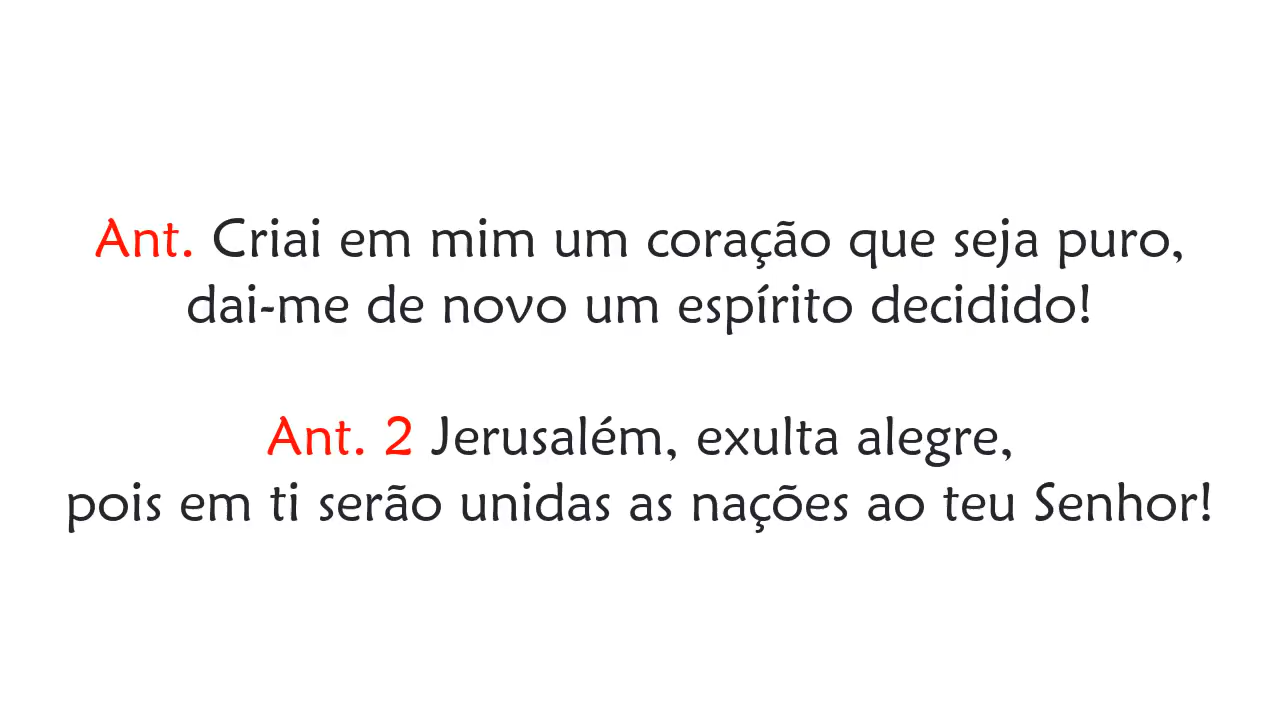 Ant. Criai em mim um coração que seja puro,
dai-me de novo um espírito decidido!
Ant. 2 Jerusalém, exulta alegre,
pois em ti serão unidas as nações ao teu Senhor!